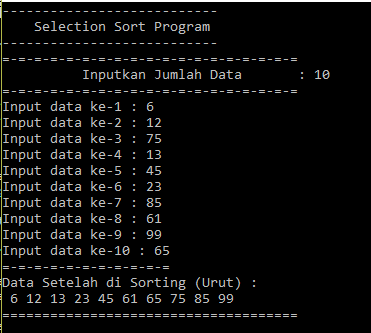 ---------------------------
Selection Sort Program
---------------------------
=-=-=-=-=-=-=-=-=-=-=-=-=-=-=-=-=-=-=
Inputkan Jumlah Data : 10
=-=-=-=-=-=-=-=-=-=-=-=-=-=-=-=-=-=-=
Input data ke-1 : 6
Input data ke-2 : 12
Input data ke-3 : 75
Input data ke-4 : 13
Input data ke-5 : 45
Input data ke-6 : 23
Input data ke-7 : 85
Input data ke-8 : 61
Input data ke-9 : 99
Input data ke-10 : 65
=-=-=-=-=-=-=-=-=-=-=
Data Setelah di Sorting (Urut) :
6 12 13 23 45 61 65 75 85 99
=====================================